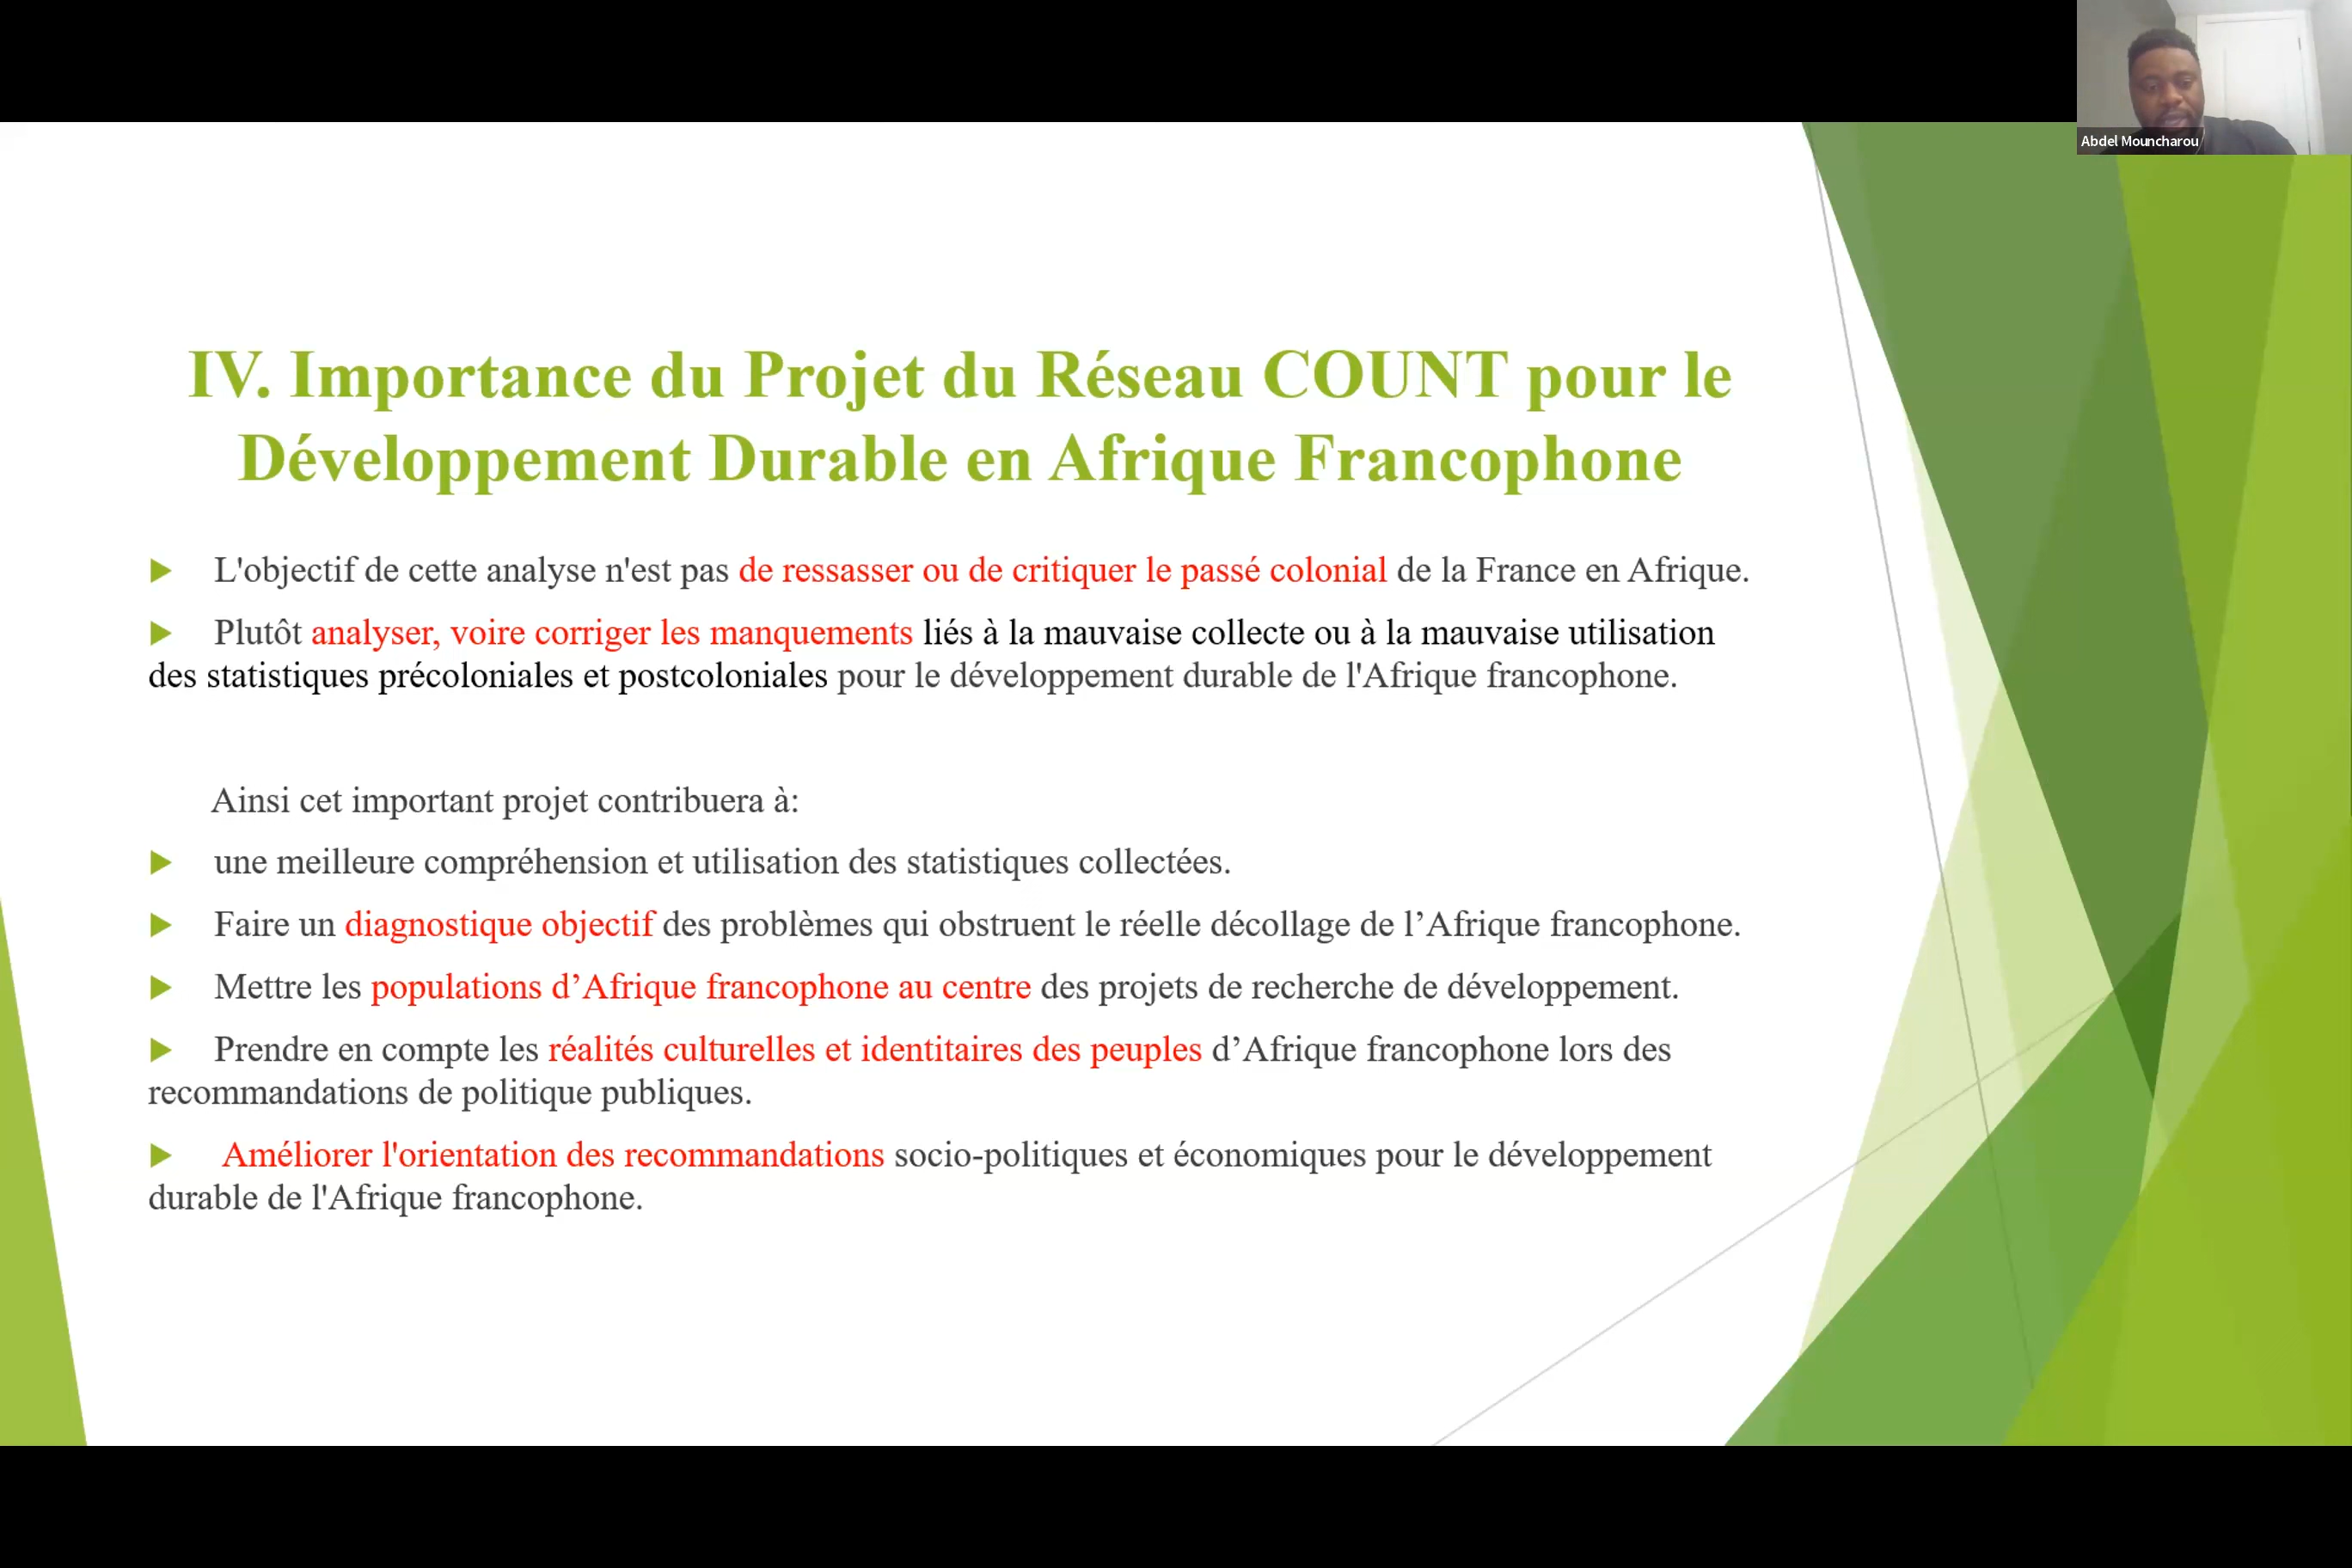 Abdel Mouncharou
IV. Importance du Projet du Réseau COUNT pour le
Développement Durable en Afrique Francophone
L'objectif de cette analyse n'est pas de ressasser ou de critiquer le passé colonial de la France en Afrique.
Plutôt analyser, voire corriger les manquements liés à la mauvaise collecte ou à la mauvaise utilisation
des statistiques précoloniales et postcoloniales pour le développement durable de l'Afrique francophone.
Ainsi cet important projet contribuera à:
une meilleure compréhension et utilisation des statistiques collectées.
Faire un diagnostique objectif des problèmes qui obstruent le réelle décollage de l’Afrique francophone.
Mettre les populations d’Afrique francophone au centre des projets de recherche de développement.
Prendre en compte les réalités culturelles et identitaires des peuples d’Afrique francophone lors des
recommandations de politique publiques.
Améliorer l'orientation des recommandations socio-politiques et économiques pour le développement
durable de l'Afrique francophone.